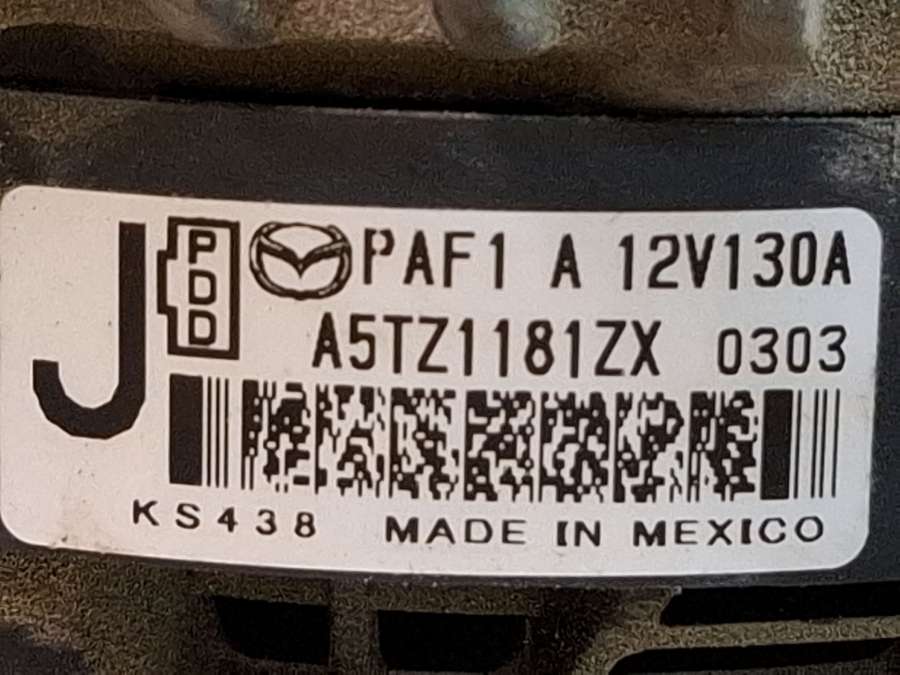 J
PDD
PAF1 A 12V130A
A5TZ1181ZX 0303
KS438 MADE IN MEXICO